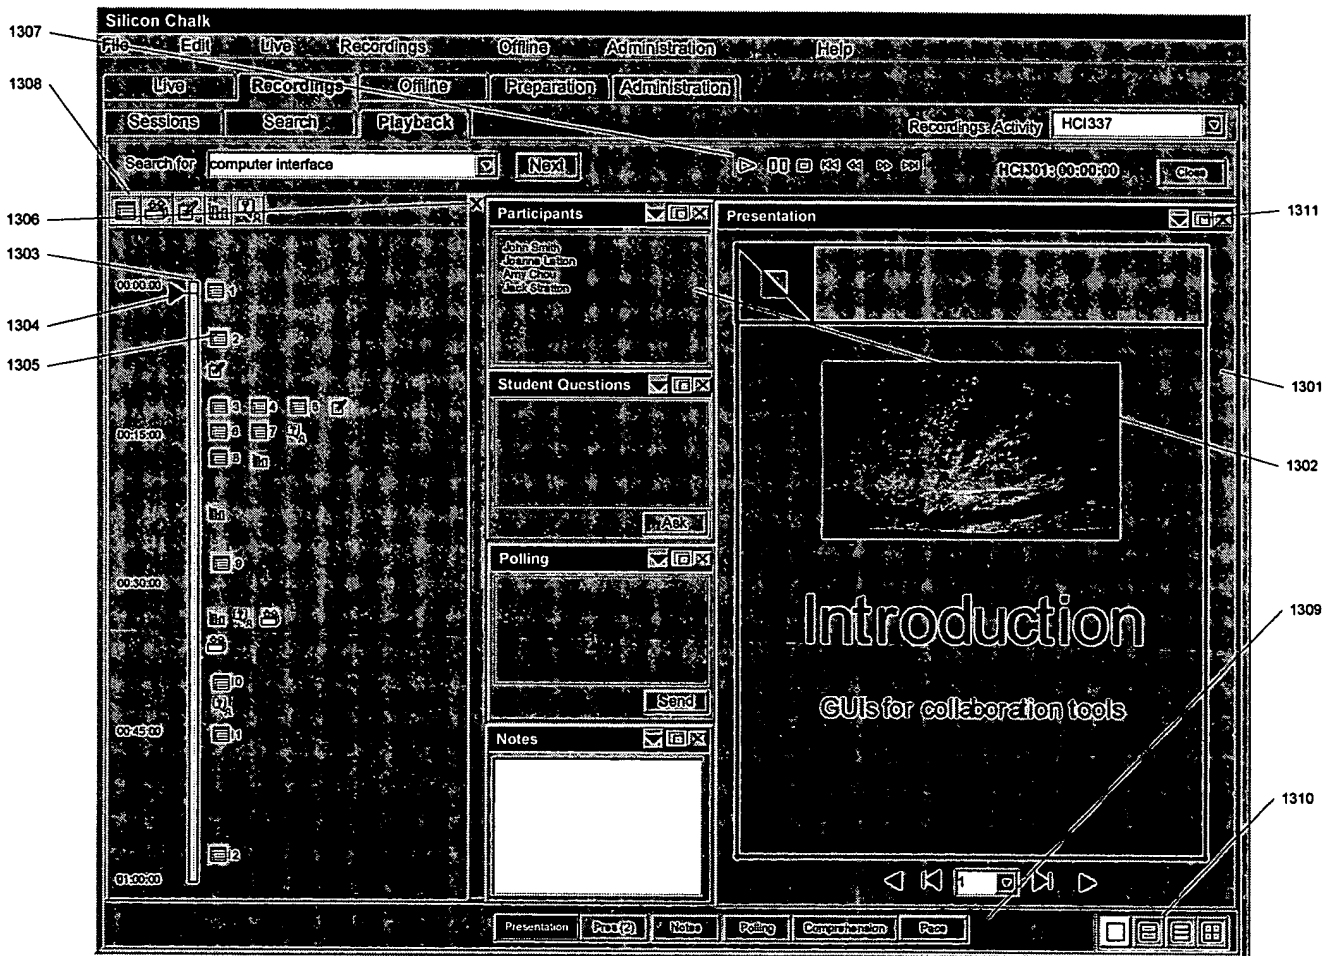 Silicon Chalk
File Edit Live Recordings Offline Administration Help
Live Recordings Offline Preparation Administration
Sessions Search Playback Recordings: Activity HCI337
Search for computer interface Next HCI301: 00:00:00 Close
Participants
John Smith
Joanne
Amy Chou
Jack Stratton
Student Questions
Ask
Polling
Send
Notes
Presentation
Introduction
GUIs for collaboration tools
1
00:00:00 1
2
3 4 5
00:15:00 6 7
8
9
00:30:00
10
00:45:00 11
12
01:00:00
Presentation Pres (2) Notes Polling Comprehension Pace
1307
1308
1306
1303
1304
1305
1311
1301
1302
1309
1310